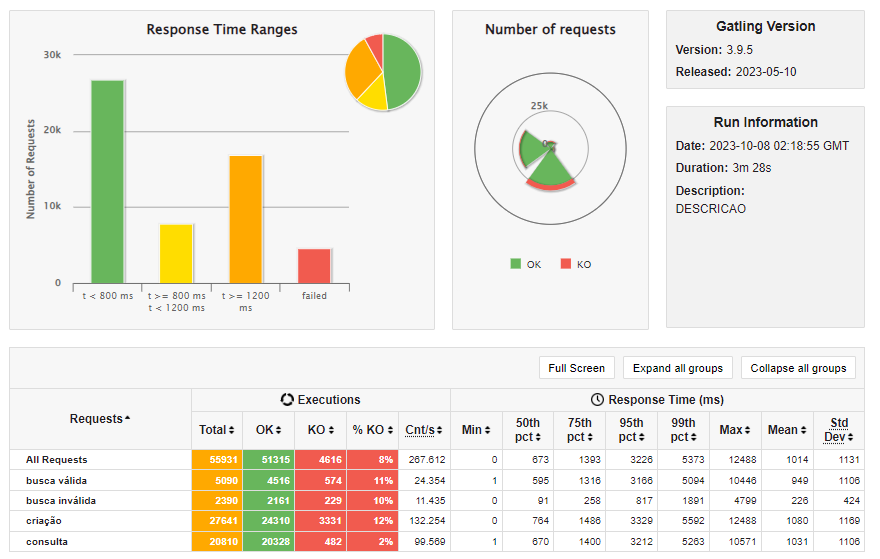 Response Time Ranges
Number of Requests
30k
20k
10k
0
t < 800 ms
t >= 800 ms
t < 1200 ms
t >= 1200
ms
failed
Number of requests
25k
0
OK
KO
Gatling Version
Version: 3.9.5
Released: 2023-05-10
Run Information
Date: 2023-10-08 02:18:55 GMT
Duration: 3m 28s
Description:
DESCRICAO
Full Screen
Expand all groups
Collapse all groups
Requests
Executions
Response Time (ms)
Total OK KO % KO Cnt/s Min 50th pct 75th pct 95th pct 99th pct Max Mean Std Dev
All Requests 55931 51315 4616 8% 267.612 0 673 1393 3226 5373 12488 1014 1131
busca válida 5090 4516 574 11% 24.354 1 595 1316 3166 5094 10446 949 1106
busca inválida 2390 2161 229 10% 11.435 0 91 258 817 1891 4799 226 424
criação 27641 24310 3331 12% 132.254 0 764 1486 3329 5592 12488 1080 1169
consulta 20810 20328 482 2% 99.569 1 670 1400 3212 5263 10571 1031 1106